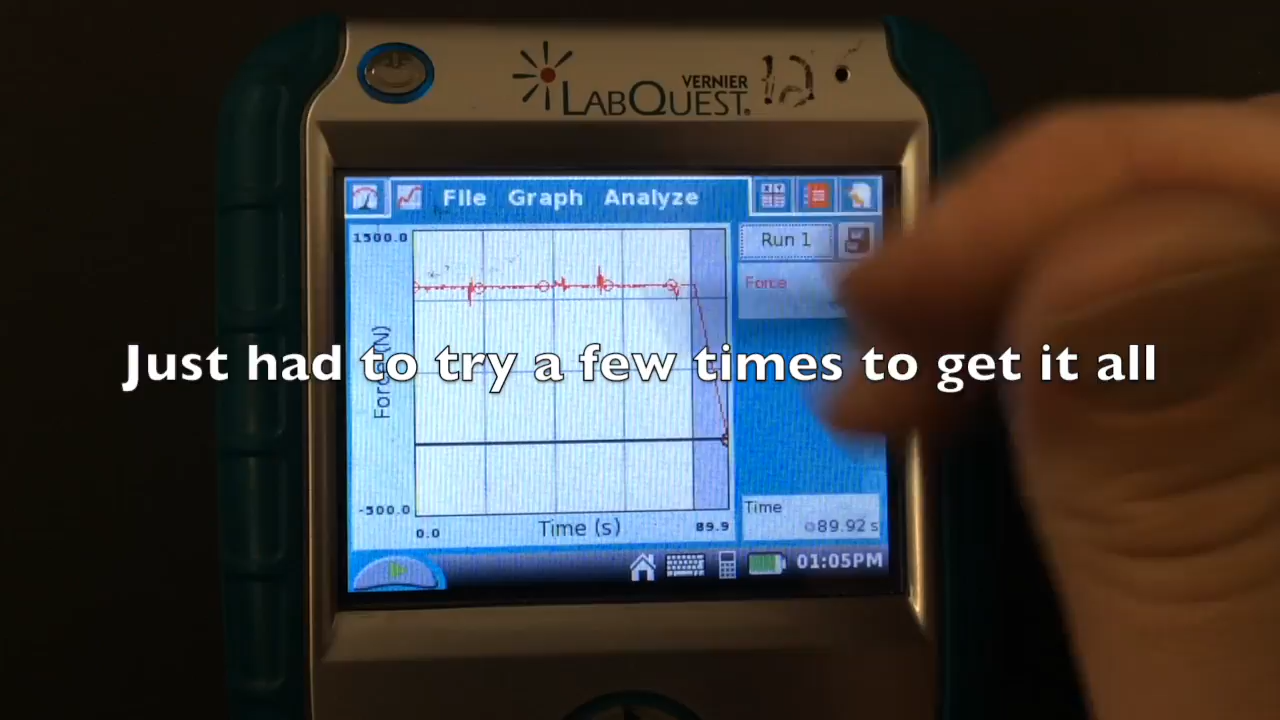 VERNIER
LABQUEST®
12
File Graph Analyze
1500.0
Run 1
Force
Just had to try a few times to get it all
Force (N)
-500.0
Time
89.92 s
0.0
Time (s)
89.9
01:05PM